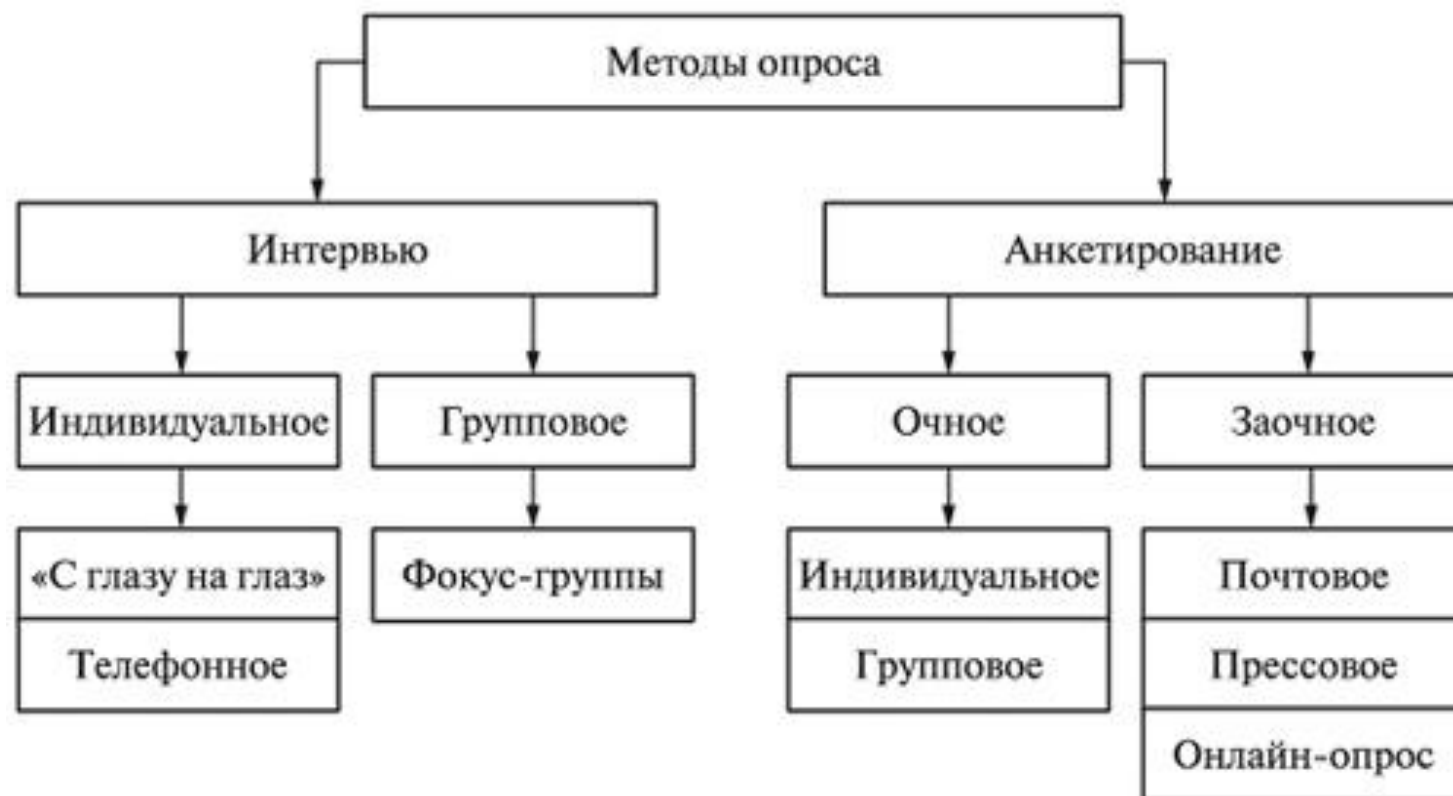 Методы опроса
Интервью
Анкетирование
Индивидуальное
Групповое
Очное
Заочное
«С глазу на глаз»
Фокус-группы
Индивидуальное
Почтовое
Телефонное
Групповое
Прессовое
Онлайн-опрос